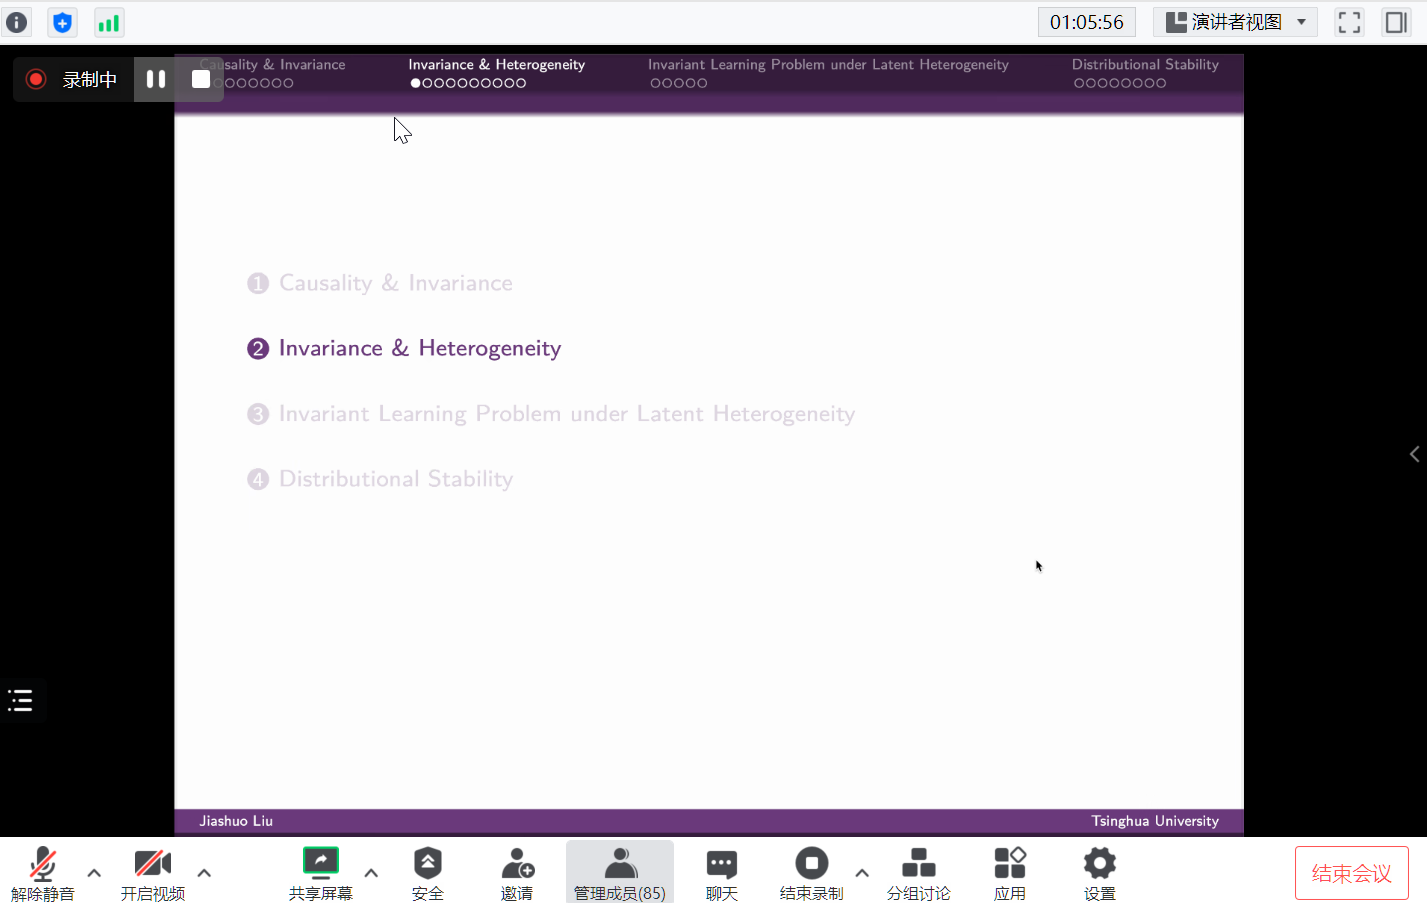 01:05:56
演讲者视图
录制中
Causality & Invariance
Invariance & Heterogeneity
Invariant Learning Problem under Latent Heterogeneity
Distributional Stability
1 Causality & Invariance
2 Invariance & Heterogeneity
3 Invariant Learning Problem under Latent Heterogeneity
4 Distributional Stability
Jiashuo Liu
Tsinghua University
解除静音
开启视频
共享屏幕
安全
邀请
管理成员(85)
聊天
结束录制
分组讨论
应用
设置
结束会议